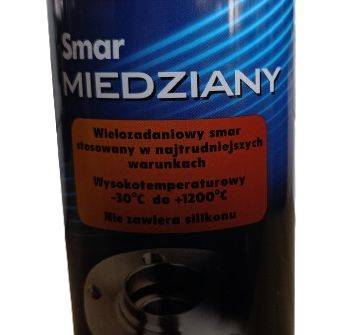 Smar
MIEDZIANY
Wielozadaniowy smar
stosowany w najtrudniejszych
warunkach
Wysokotemperaturowy
-30°C do +1200°C
Nie zawiera silikonu